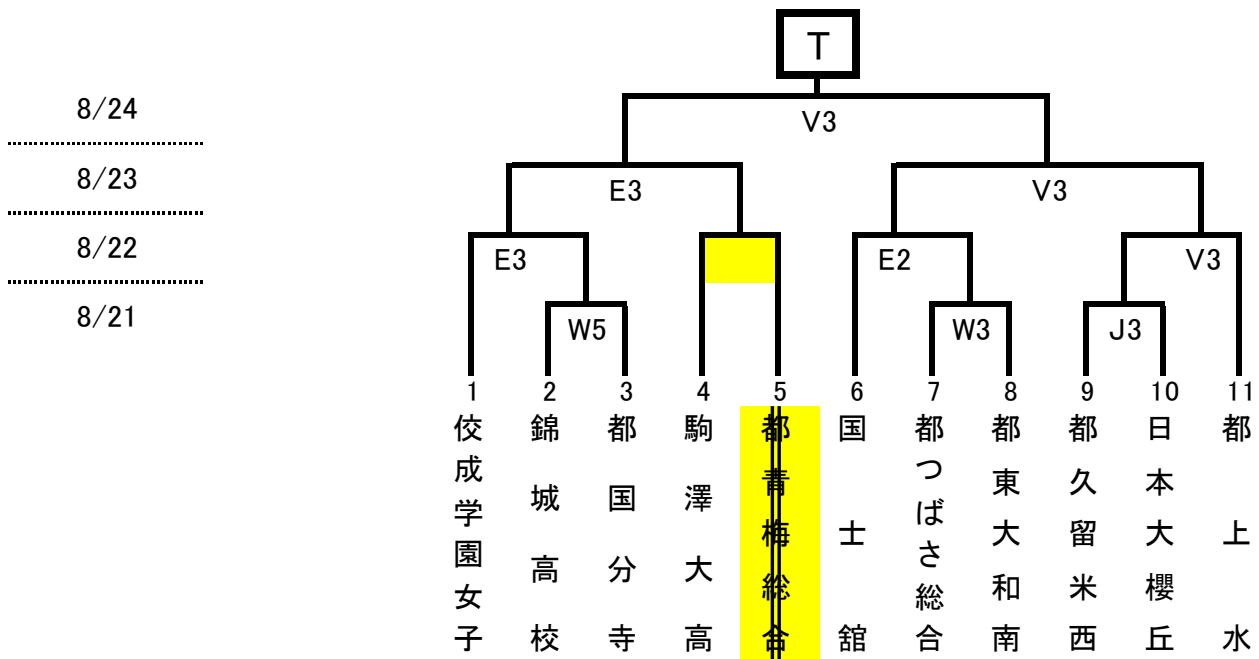 T
8/24
V3
8/23
E3
V3
8/22
E3
E2
V3
8/21
W5
W3
J3
1 2 3 4 5 6 7 8 9 10 11
佼成学園女子
錦城高校
都国分寺
駒澤大高
都青梅総合
国士舘
都つばさ総合
都東大和南
都久留米西
日本大櫻丘
都上水